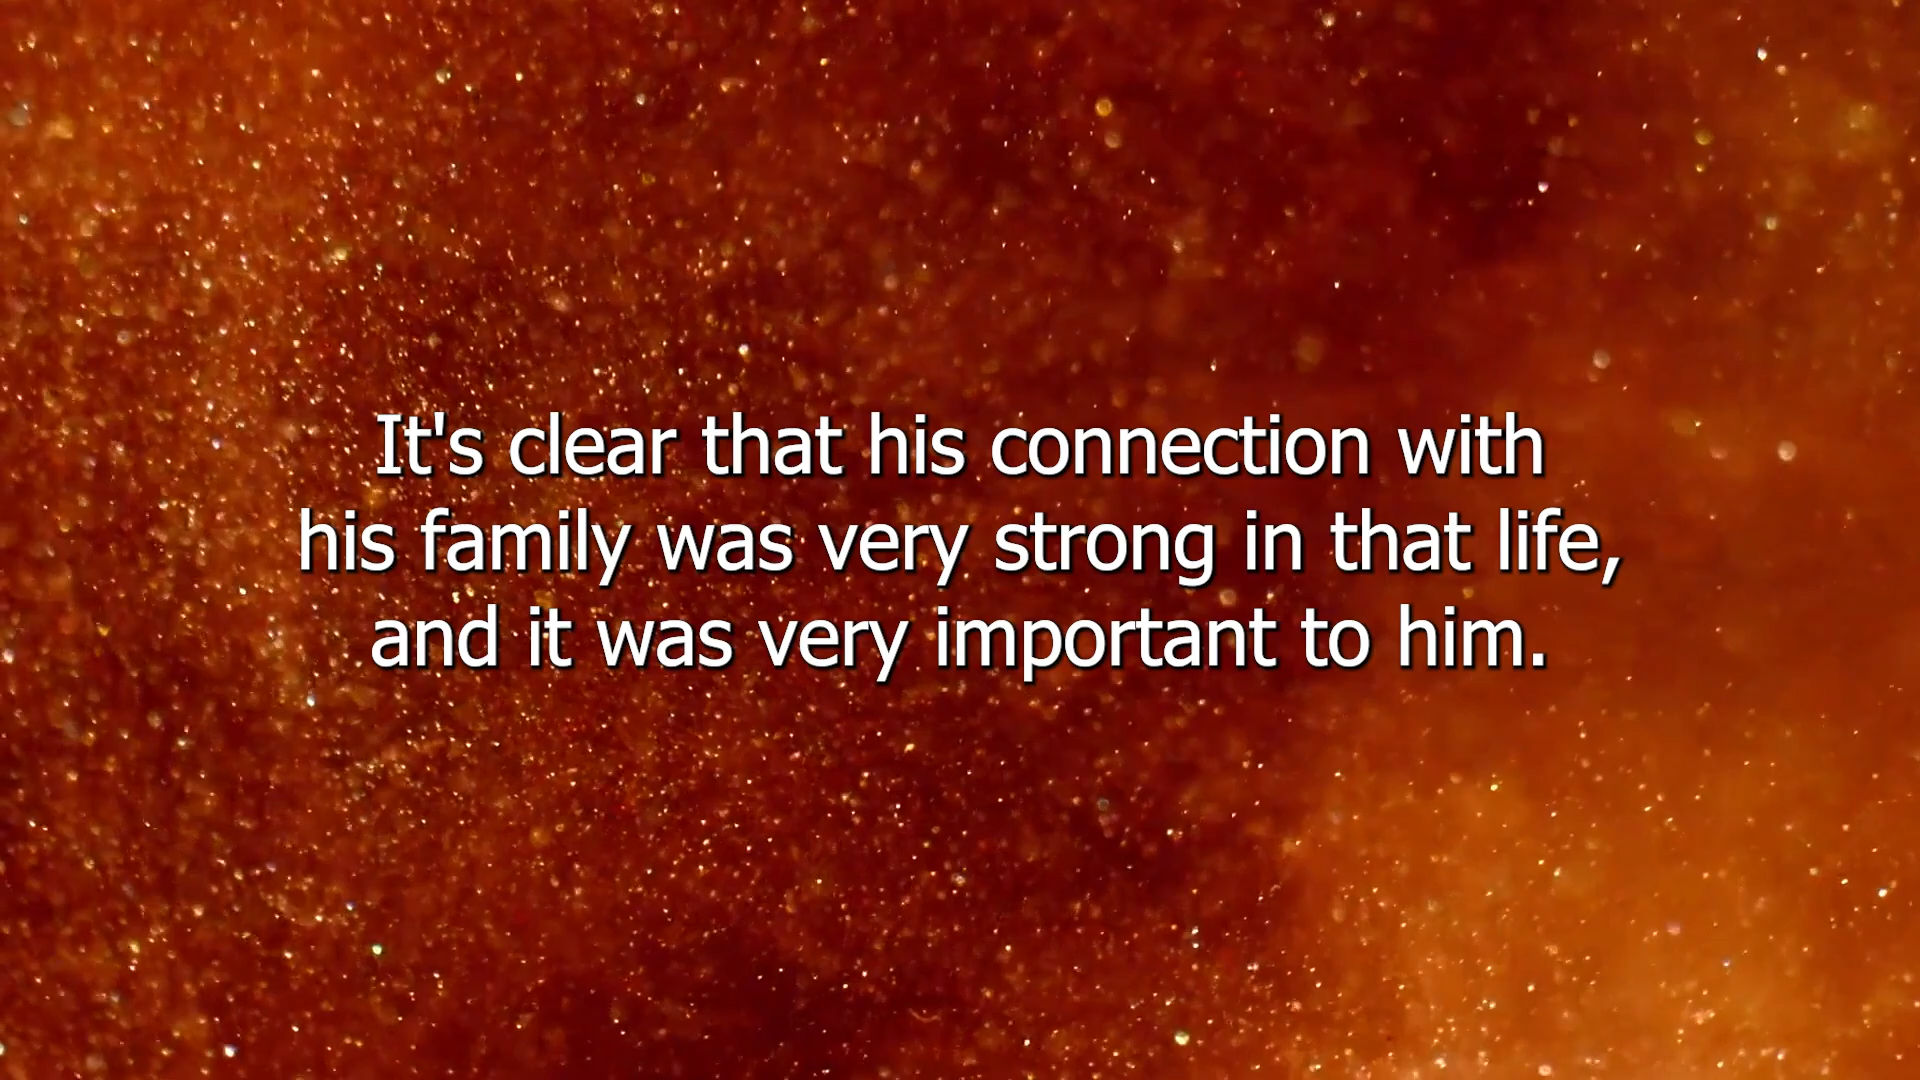 It's clear that his connection with
his family was very strong in that life,
and it was very important to him.